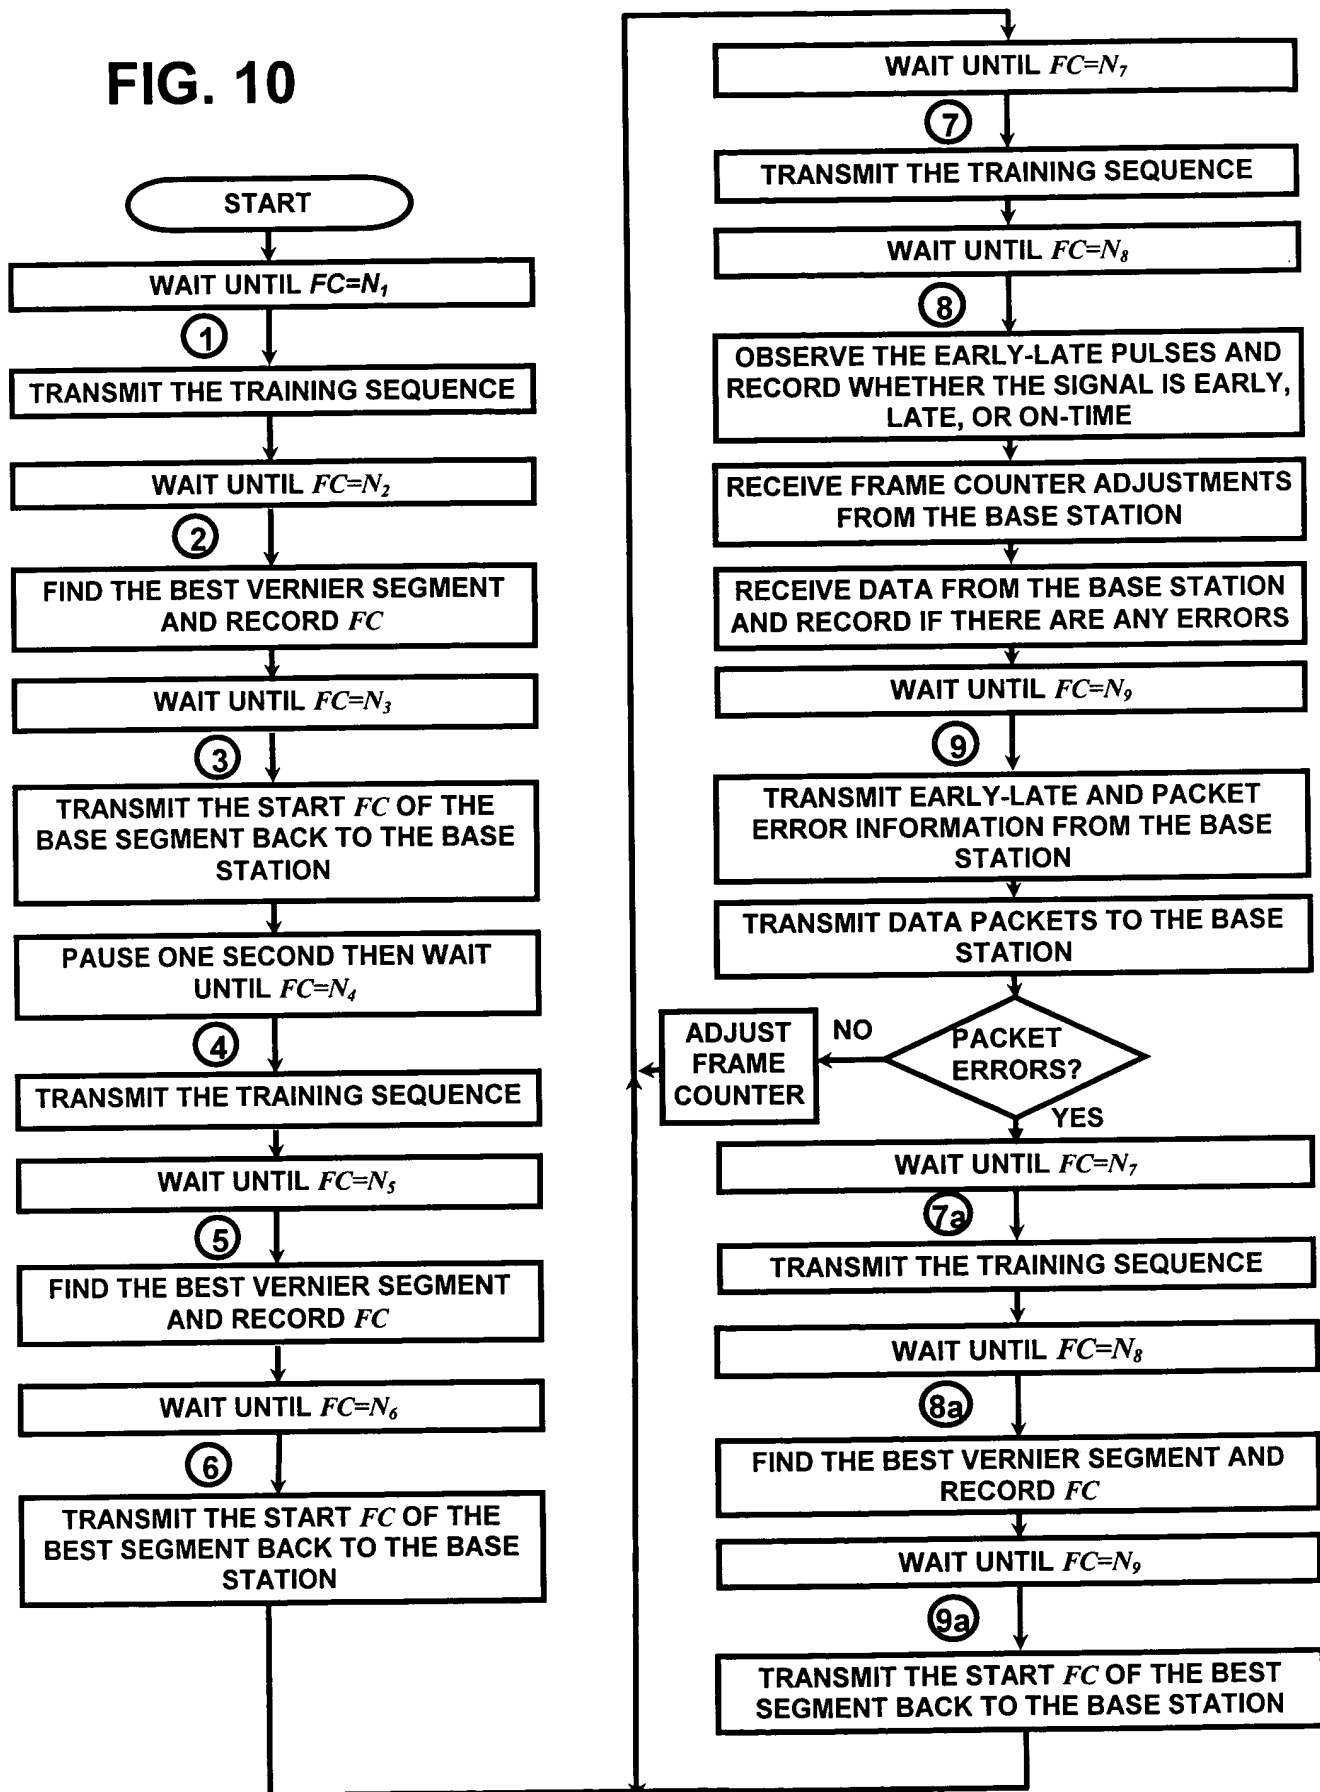 FIG. 10
START
WAIT UNTIL FC=N₁
1
TRANSMIT THE TRAINING SEQUENCE
WAIT UNTIL FC=N₂
2
FIND THE BEST VERNIER SEGMENT
AND RECORD FC
WAIT UNTIL FC=N₃
3
TRANSMIT THE START FC OF THE
BASE SEGMENT BACK TO THE BASE
STATION
PAUSE ONE SECOND THEN WAIT
UNTIL FC=N₄
4
TRANSMIT THE TRAINING SEQUENCE
WAIT UNTIL FC=N₅
5
FIND THE BEST VERNIER SEGMENT
AND RECORD FC
WAIT UNTIL FC=N₆
6
TRANSMIT THE START FC OF THE
BEST SEGMENT BACK TO THE BASE
STATION
WAIT UNTIL FC=N₇
7
TRANSMIT THE TRAINING SEQUENCE
WAIT UNTIL FC=N₈
8
OBSERVE THE EARLY-LATE PULSES AND
RECORD WHETHER THE SIGNAL IS EARLY,
LATE, OR ON-TIME
RECEIVE FRAME COUNTER ADJUSTMENTS
FROM THE BASE STATION
RECEIVE DATA FROM THE BASE STATION
AND RECORD IF THERE ARE ANY ERRORS
WAIT UNTIL FC=N₉
9
TRANSMIT EARLY-LATE AND PACKET
ERROR INFORMATION FROM THE BASE
STATION
TRANSMIT DATA PACKETS TO THE BASE
STATION
PACKET
ERRORS?
NO
ADJUST
FRAME
COUNTER
YES
WAIT UNTIL FC=N₇
7a
TRANSMIT THE TRAINING SEQUENCE
WAIT UNTIL FC=N₈
8a
FIND THE BEST VERNIER SEGMENT AND
RECORD FC
WAIT UNTIL FC=N₉
9a
TRANSMIT THE START FC OF THE BEST
SEGMENT BACK TO THE BASE STATION